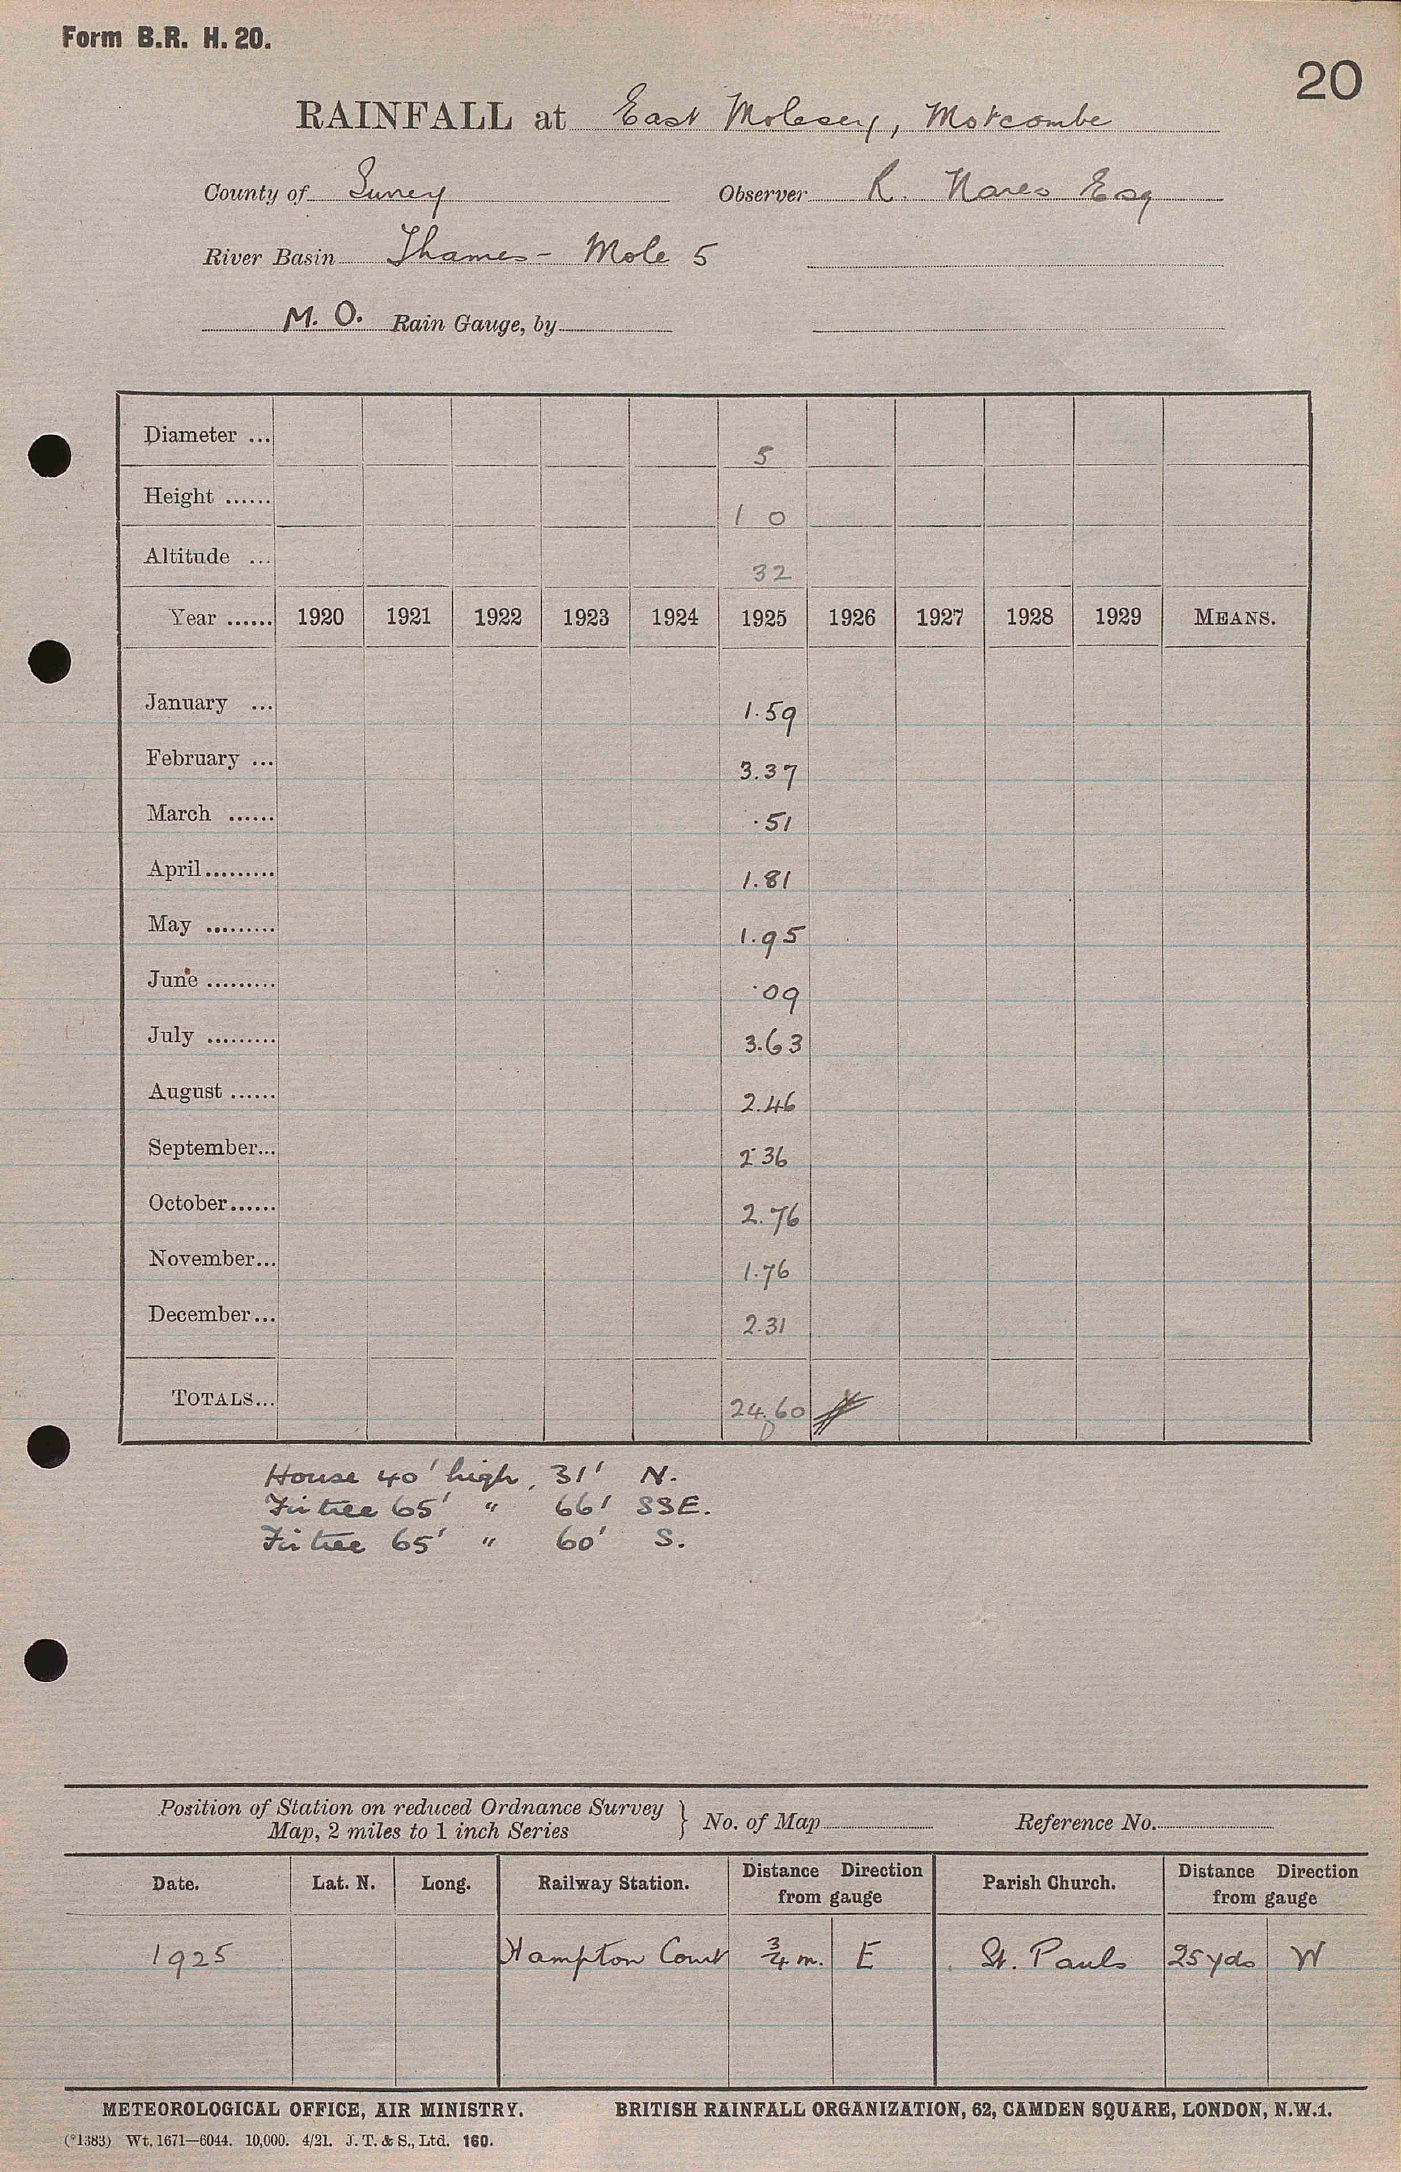 Form B.R. H. 20.
20
RAINFALL at East Molesey, Motcombe
County of Surrey Observer R. Nares Esq
River Basin Thames - Mole 5
M. O. Rain Gauge, by
Diameter ... 5
Height ...... 1 0
Altitude ... 32
Year ...... 1920 1921 1922 1923 1924 1925 1926 1927 1928 1929 MEANS.
January ... 1.59
February ... 3.37
March ...... .51
April ......... 1.81
May ......... 1.95
June ......... .09
July ......... 3.63
August ...... 2.46
September... 2.36
October...... 2.76
November... 1.76
December... 2.31
TOTALS... 24.60
House 40' high, 31' N.
Fir tree 65' " 66' SSE.
Fir tree 65' " 60' S.
Position of Station on reduced Ordnance Survey
Map, 2 miles to 1 inch Series } No. of Map Reference No.
Date. Lat. N. Long. Railway Station. Distance Direction from gauge Parish Church. Distance Direction from gauge
1925 Hampton Court 3/4 m. E St. Pauls 25 yds W
METEOROLOGICAL OFFICE, AIR MINISTRY. BRITISH RAINFALL ORGANIZATION, 62, CAMDEN SQUARE, LONDON, N.W.1.
(*1383) Wt. 1671—6044. 10,000. 4/21. J. T. & S., Ltd. 160.